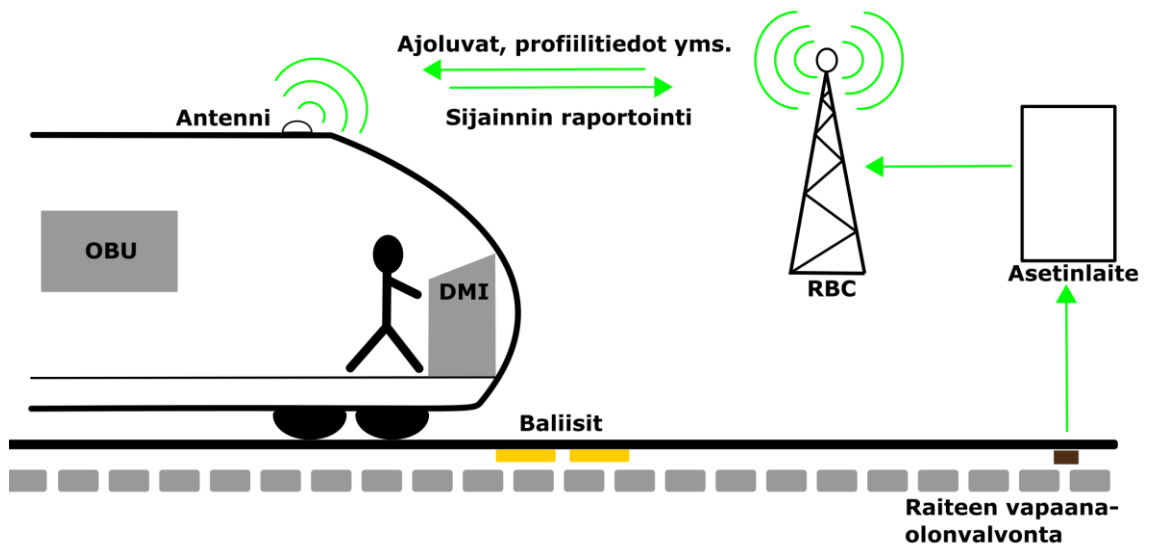 Ajoluvat, profiilitiedot yms.
Sijainnin raportointi
Antenni
OBU
DMI
RBC
Asetinlaite
Baliisit
Raiteen vapaana-
olonvalvonta